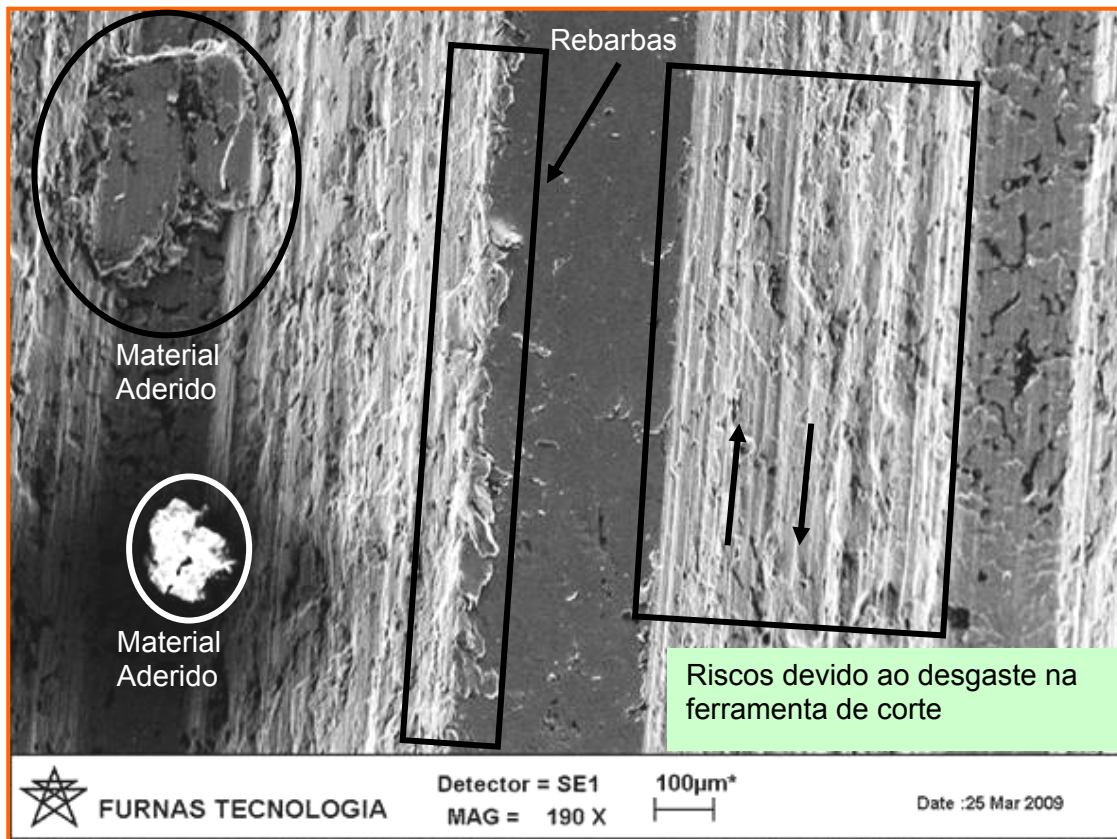 Rebarbas
Material
Aderido
Material
Aderido
Riscos devido ao desgaste na
ferramenta de corte
FURNAS TECNOLOGIA
Detector = SE1
MAG = 190 X
100µm*
Date :25 Mar 2009